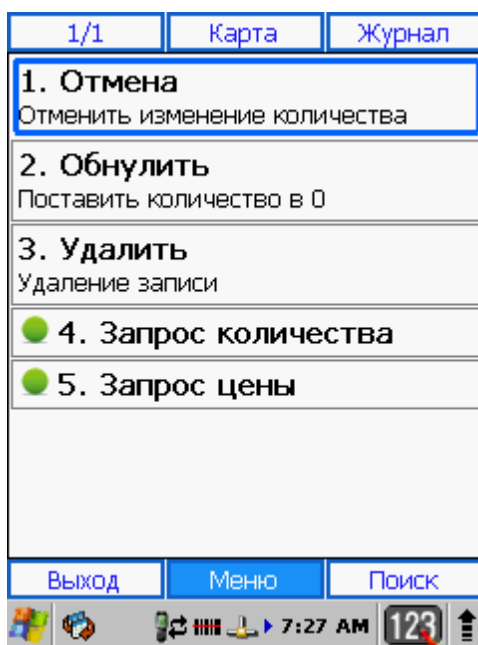 1/1 Карта Журнал
1. Отмена
Отменить изменение количества
2. Обнулить
Поставить количество в 0
3. Удалить
Удаление записи
4. Запрос количества
5. Запрос цены
Выход Меню Поиск
7:27 AM 123